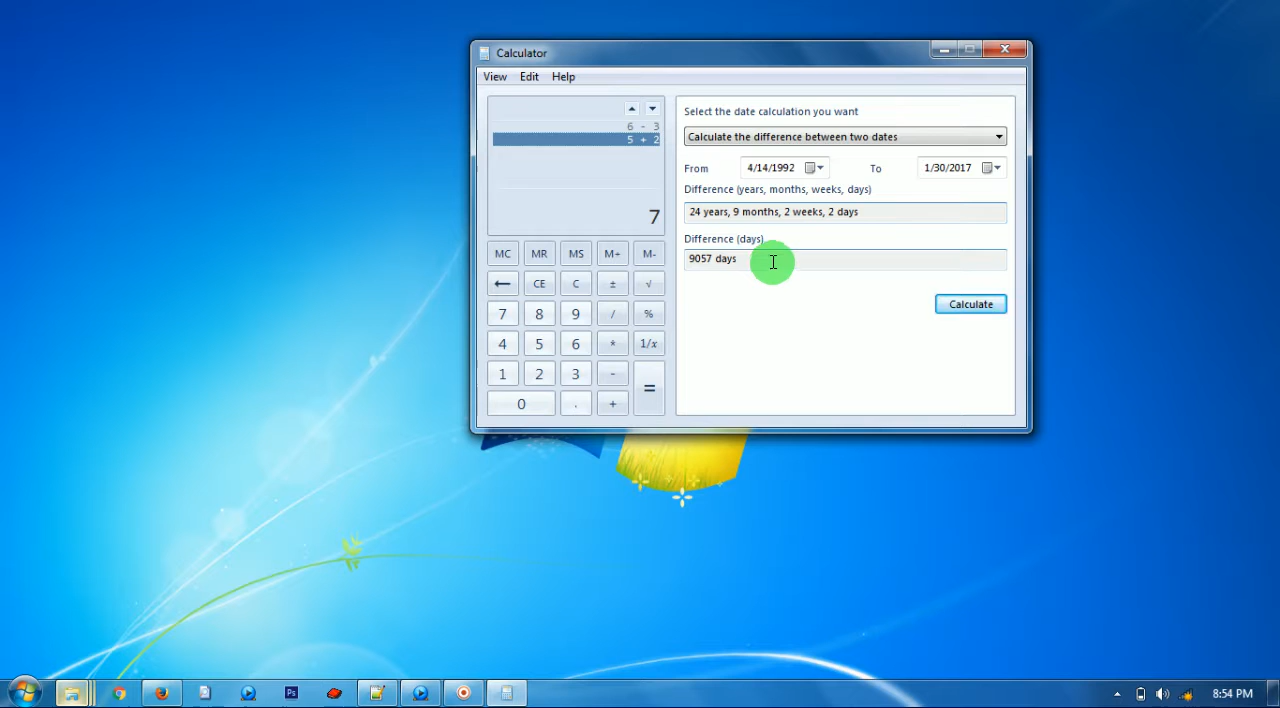 Calculator
View Edit Help
6 - 3
5 + 2
7
MC MR MS M+ M-
← CE C ± √
7 8 9 / %
4 5 6 * 1/x
1 2 3 - =
0 . +
Select the date calculation you want
Calculate the difference between two dates
From 4/14/1992 To 1/30/2017
Difference (years, months, weeks, days)
24 years, 9 months, 2 weeks, 2 days
Difference (days)
9057 days
Calculate
Ps
8:54 PM